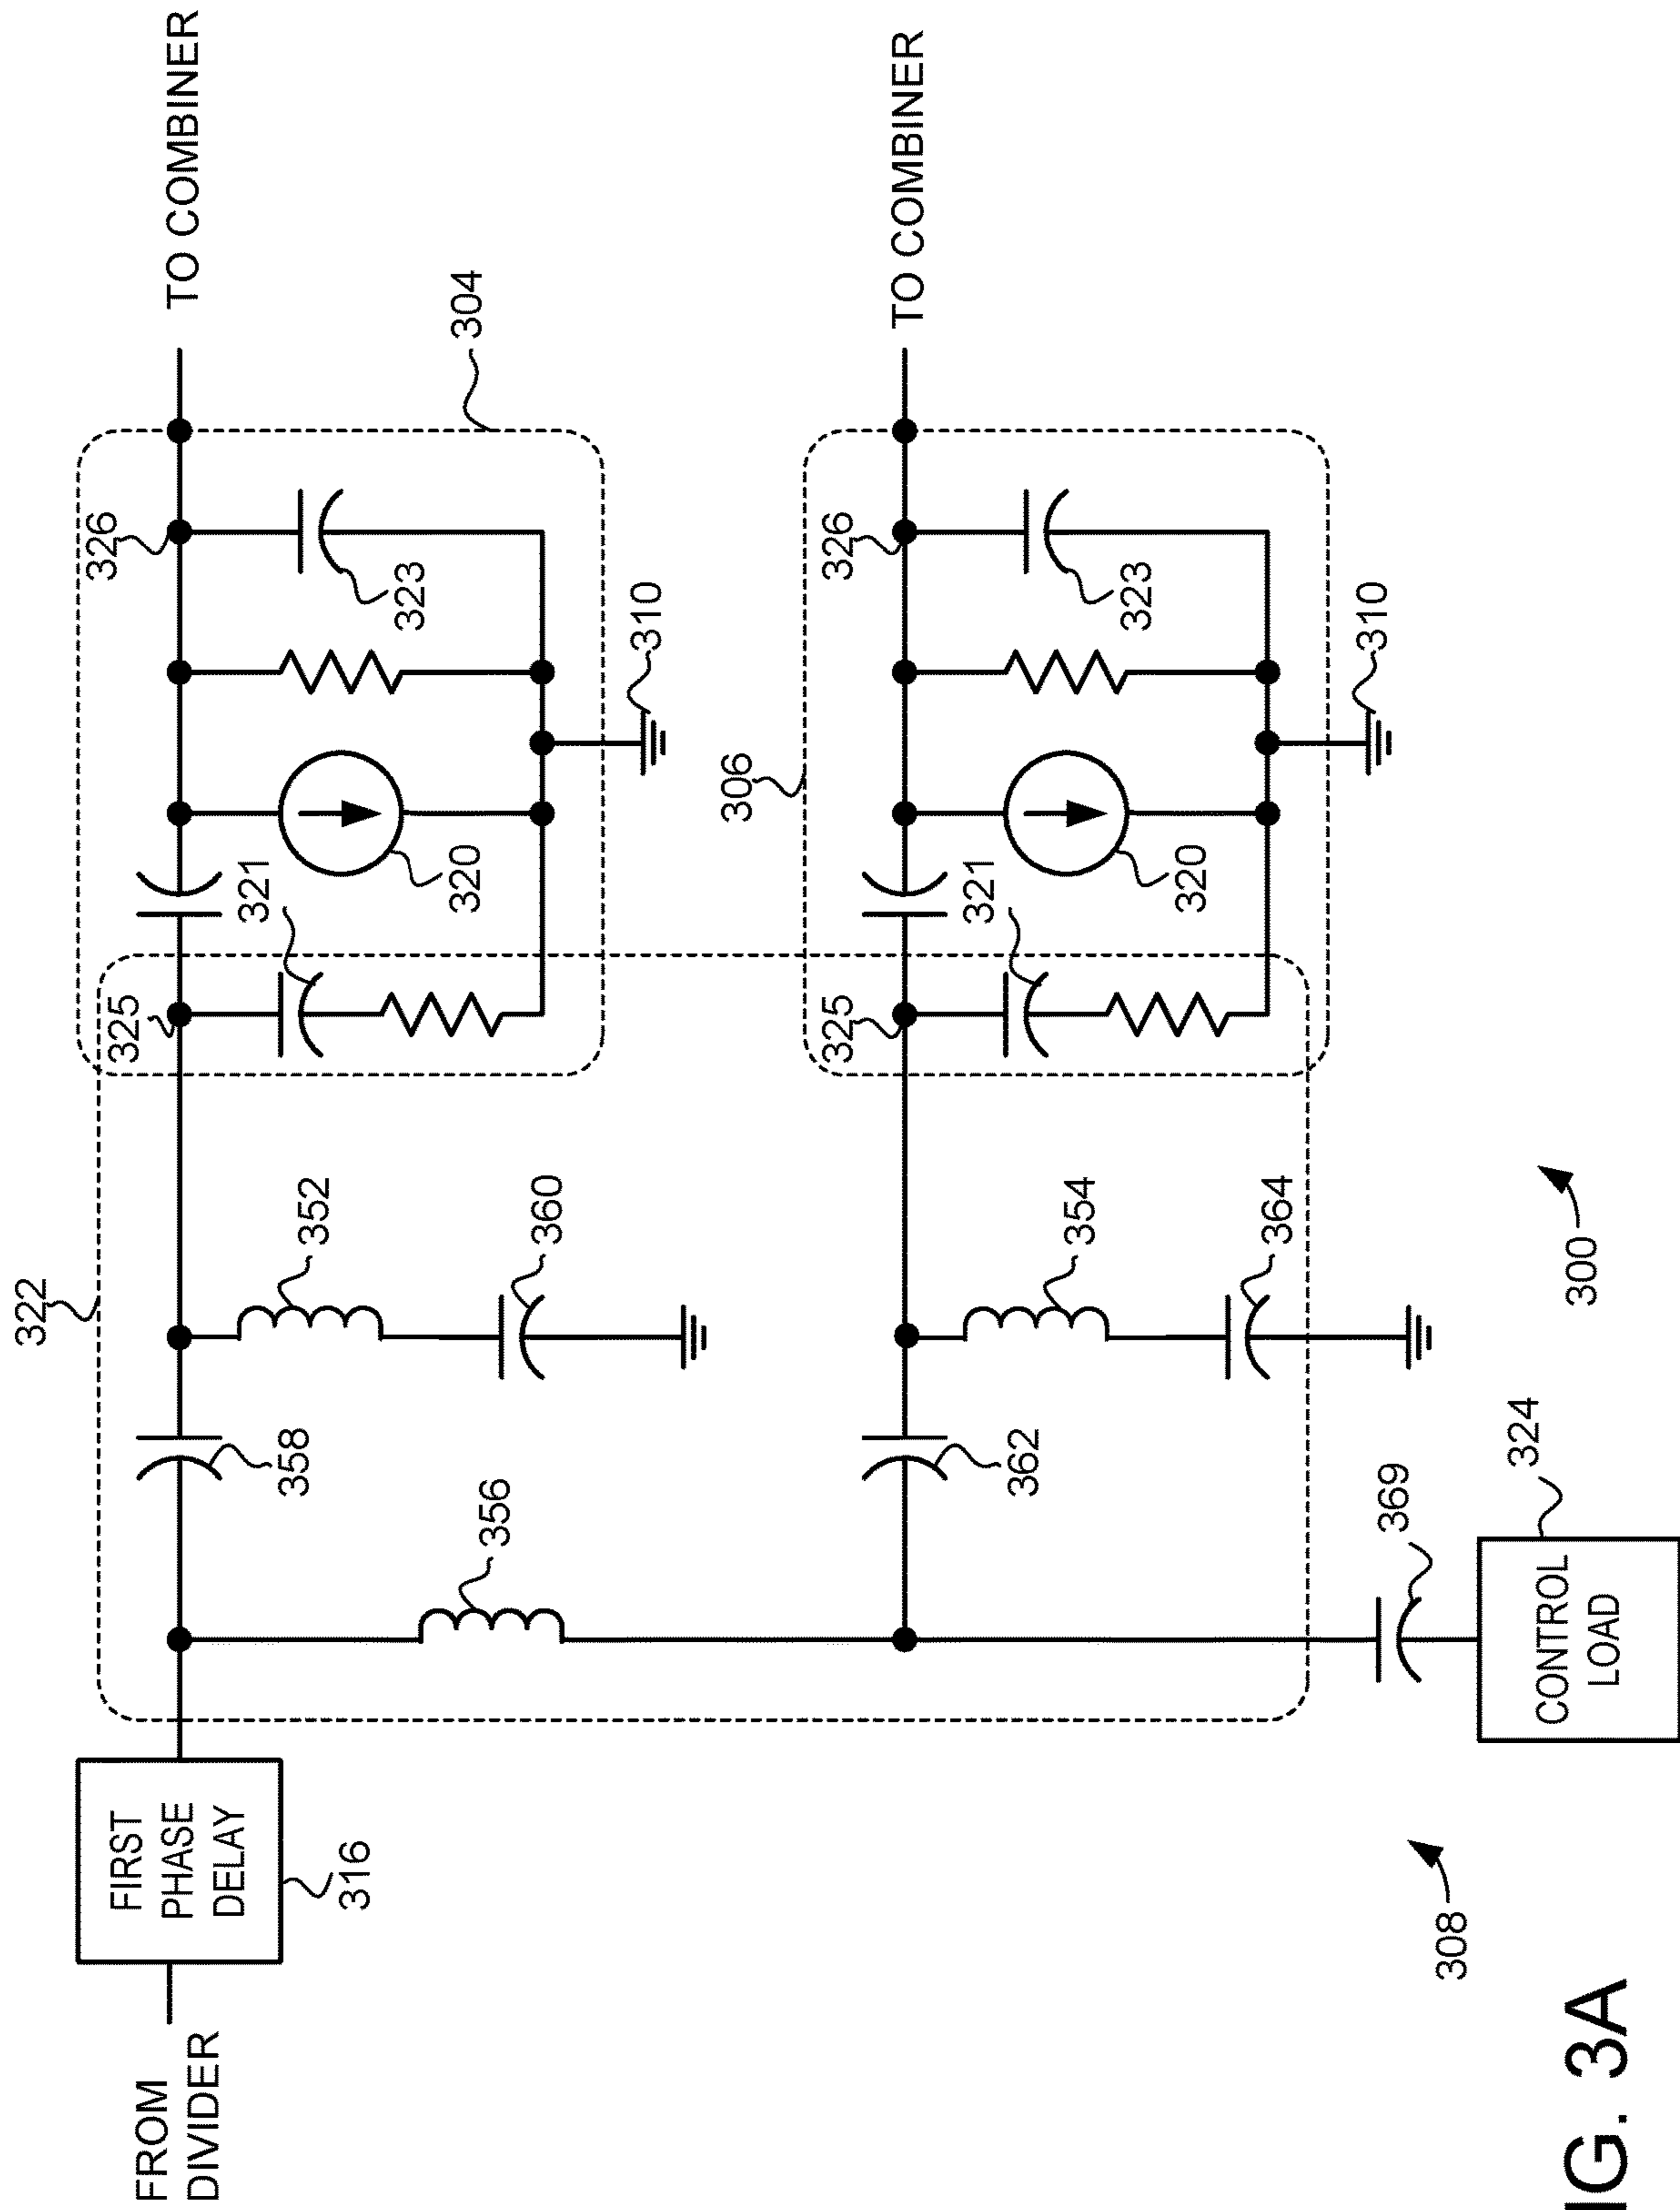 FROM
DIVIDER
FIRST
PHASE
DELAY
316
322
358
356
352
360
325
321
320
326
323
304
310
TO COMBINER
362
354
364
325
321
320
306
326
323
310
TO COMBINER
369
CONTROL
LOAD
324
308
300
IG. 3A